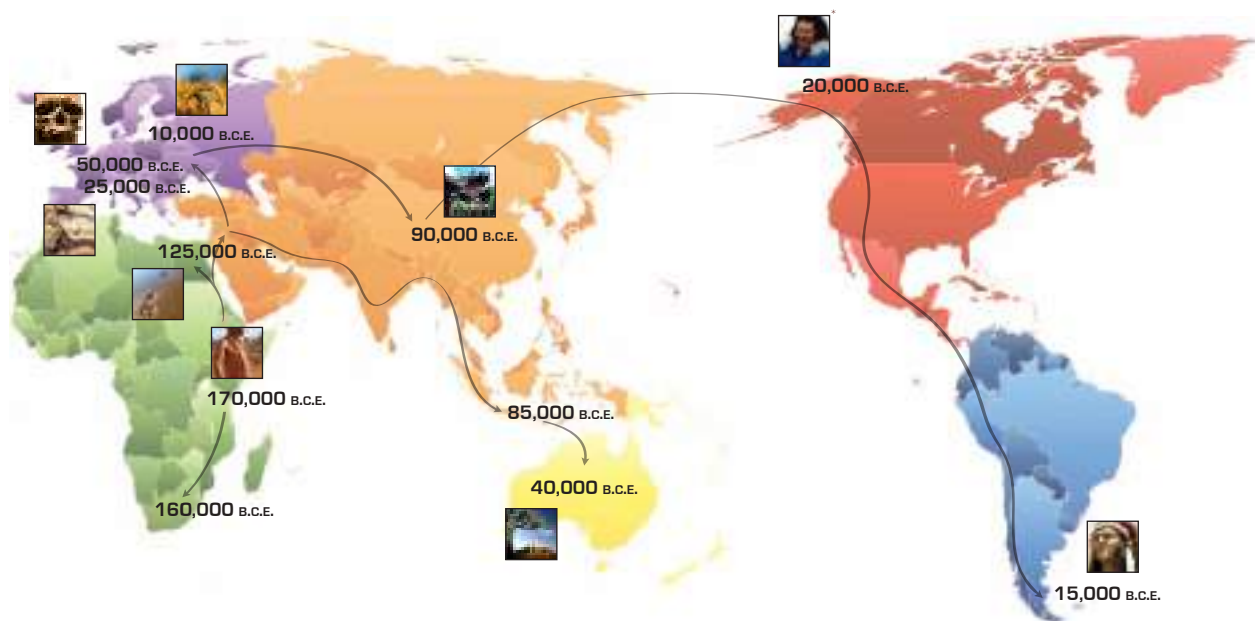 20,000 B.C.E.
10,000 B.C.E.
50,000 B.C.E.
25,000 B.C.E.
90,000 B.C.E.
125,000 B.C.E.
170,000 B.C.E.
85,000 B.C.E.
40,000 B.C.E.
160,000 B.C.E.
15,000 B.C.E.